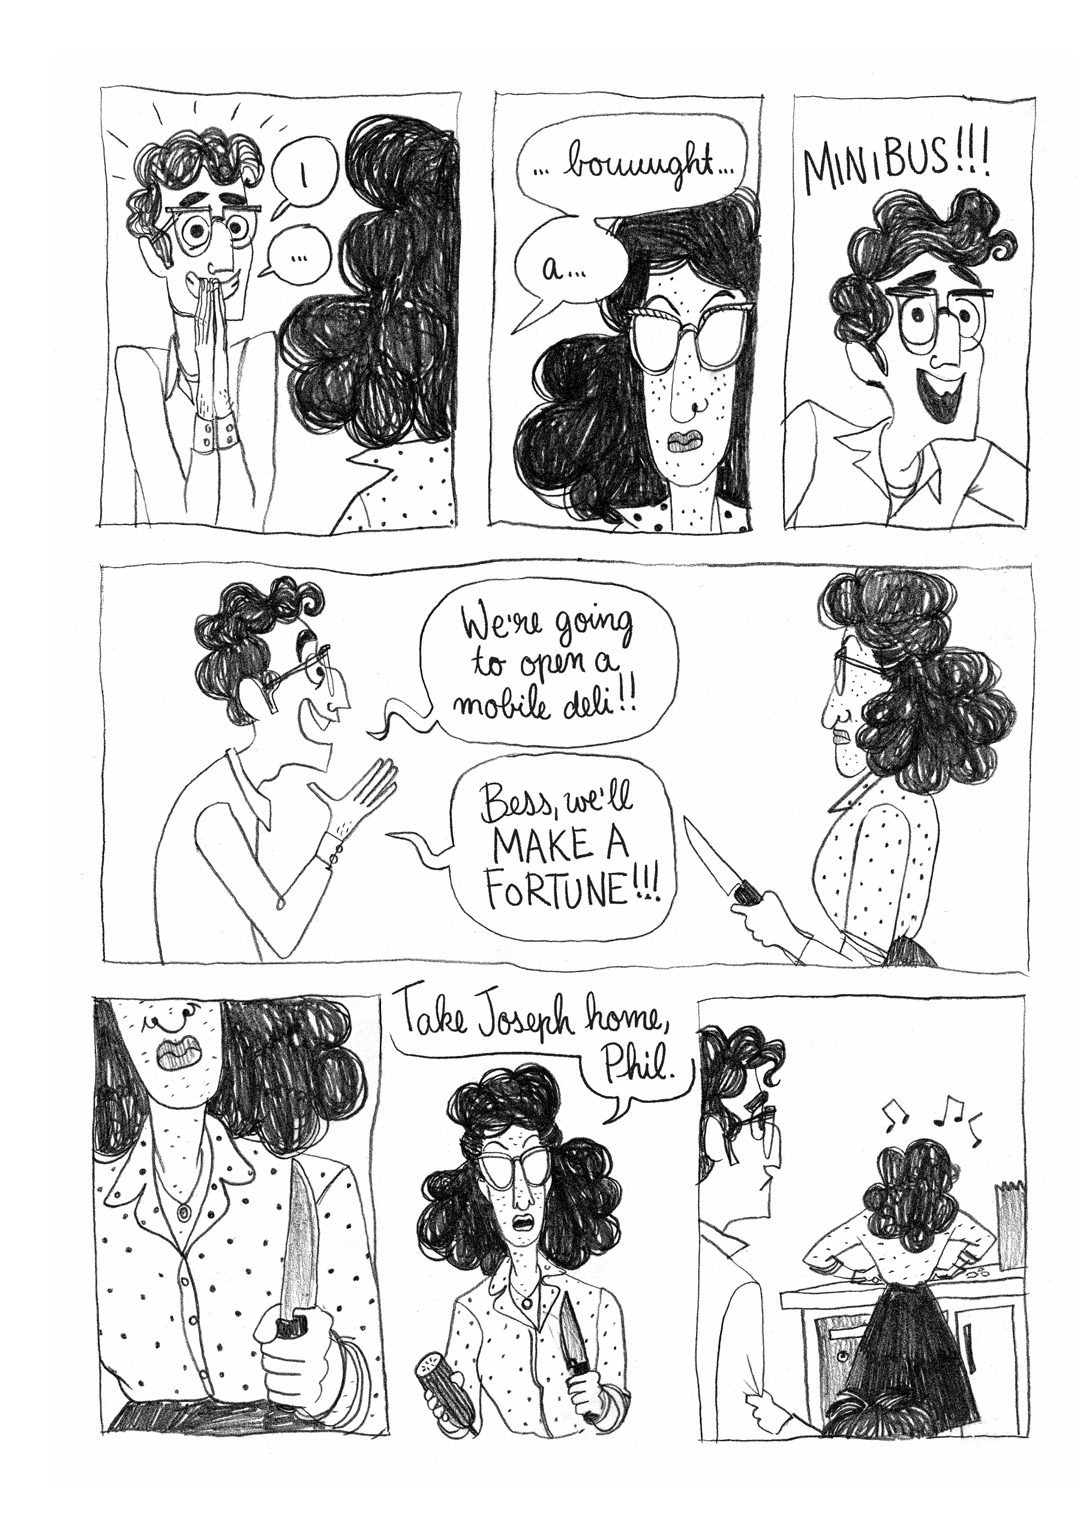 I
...
... bouuught...
a...
MINIBUS!!!
We're going
to open a
mobile deli!!
Bess, we'll
MAKE A
FORTUNE!!!
Take Joseph home,
Phil.